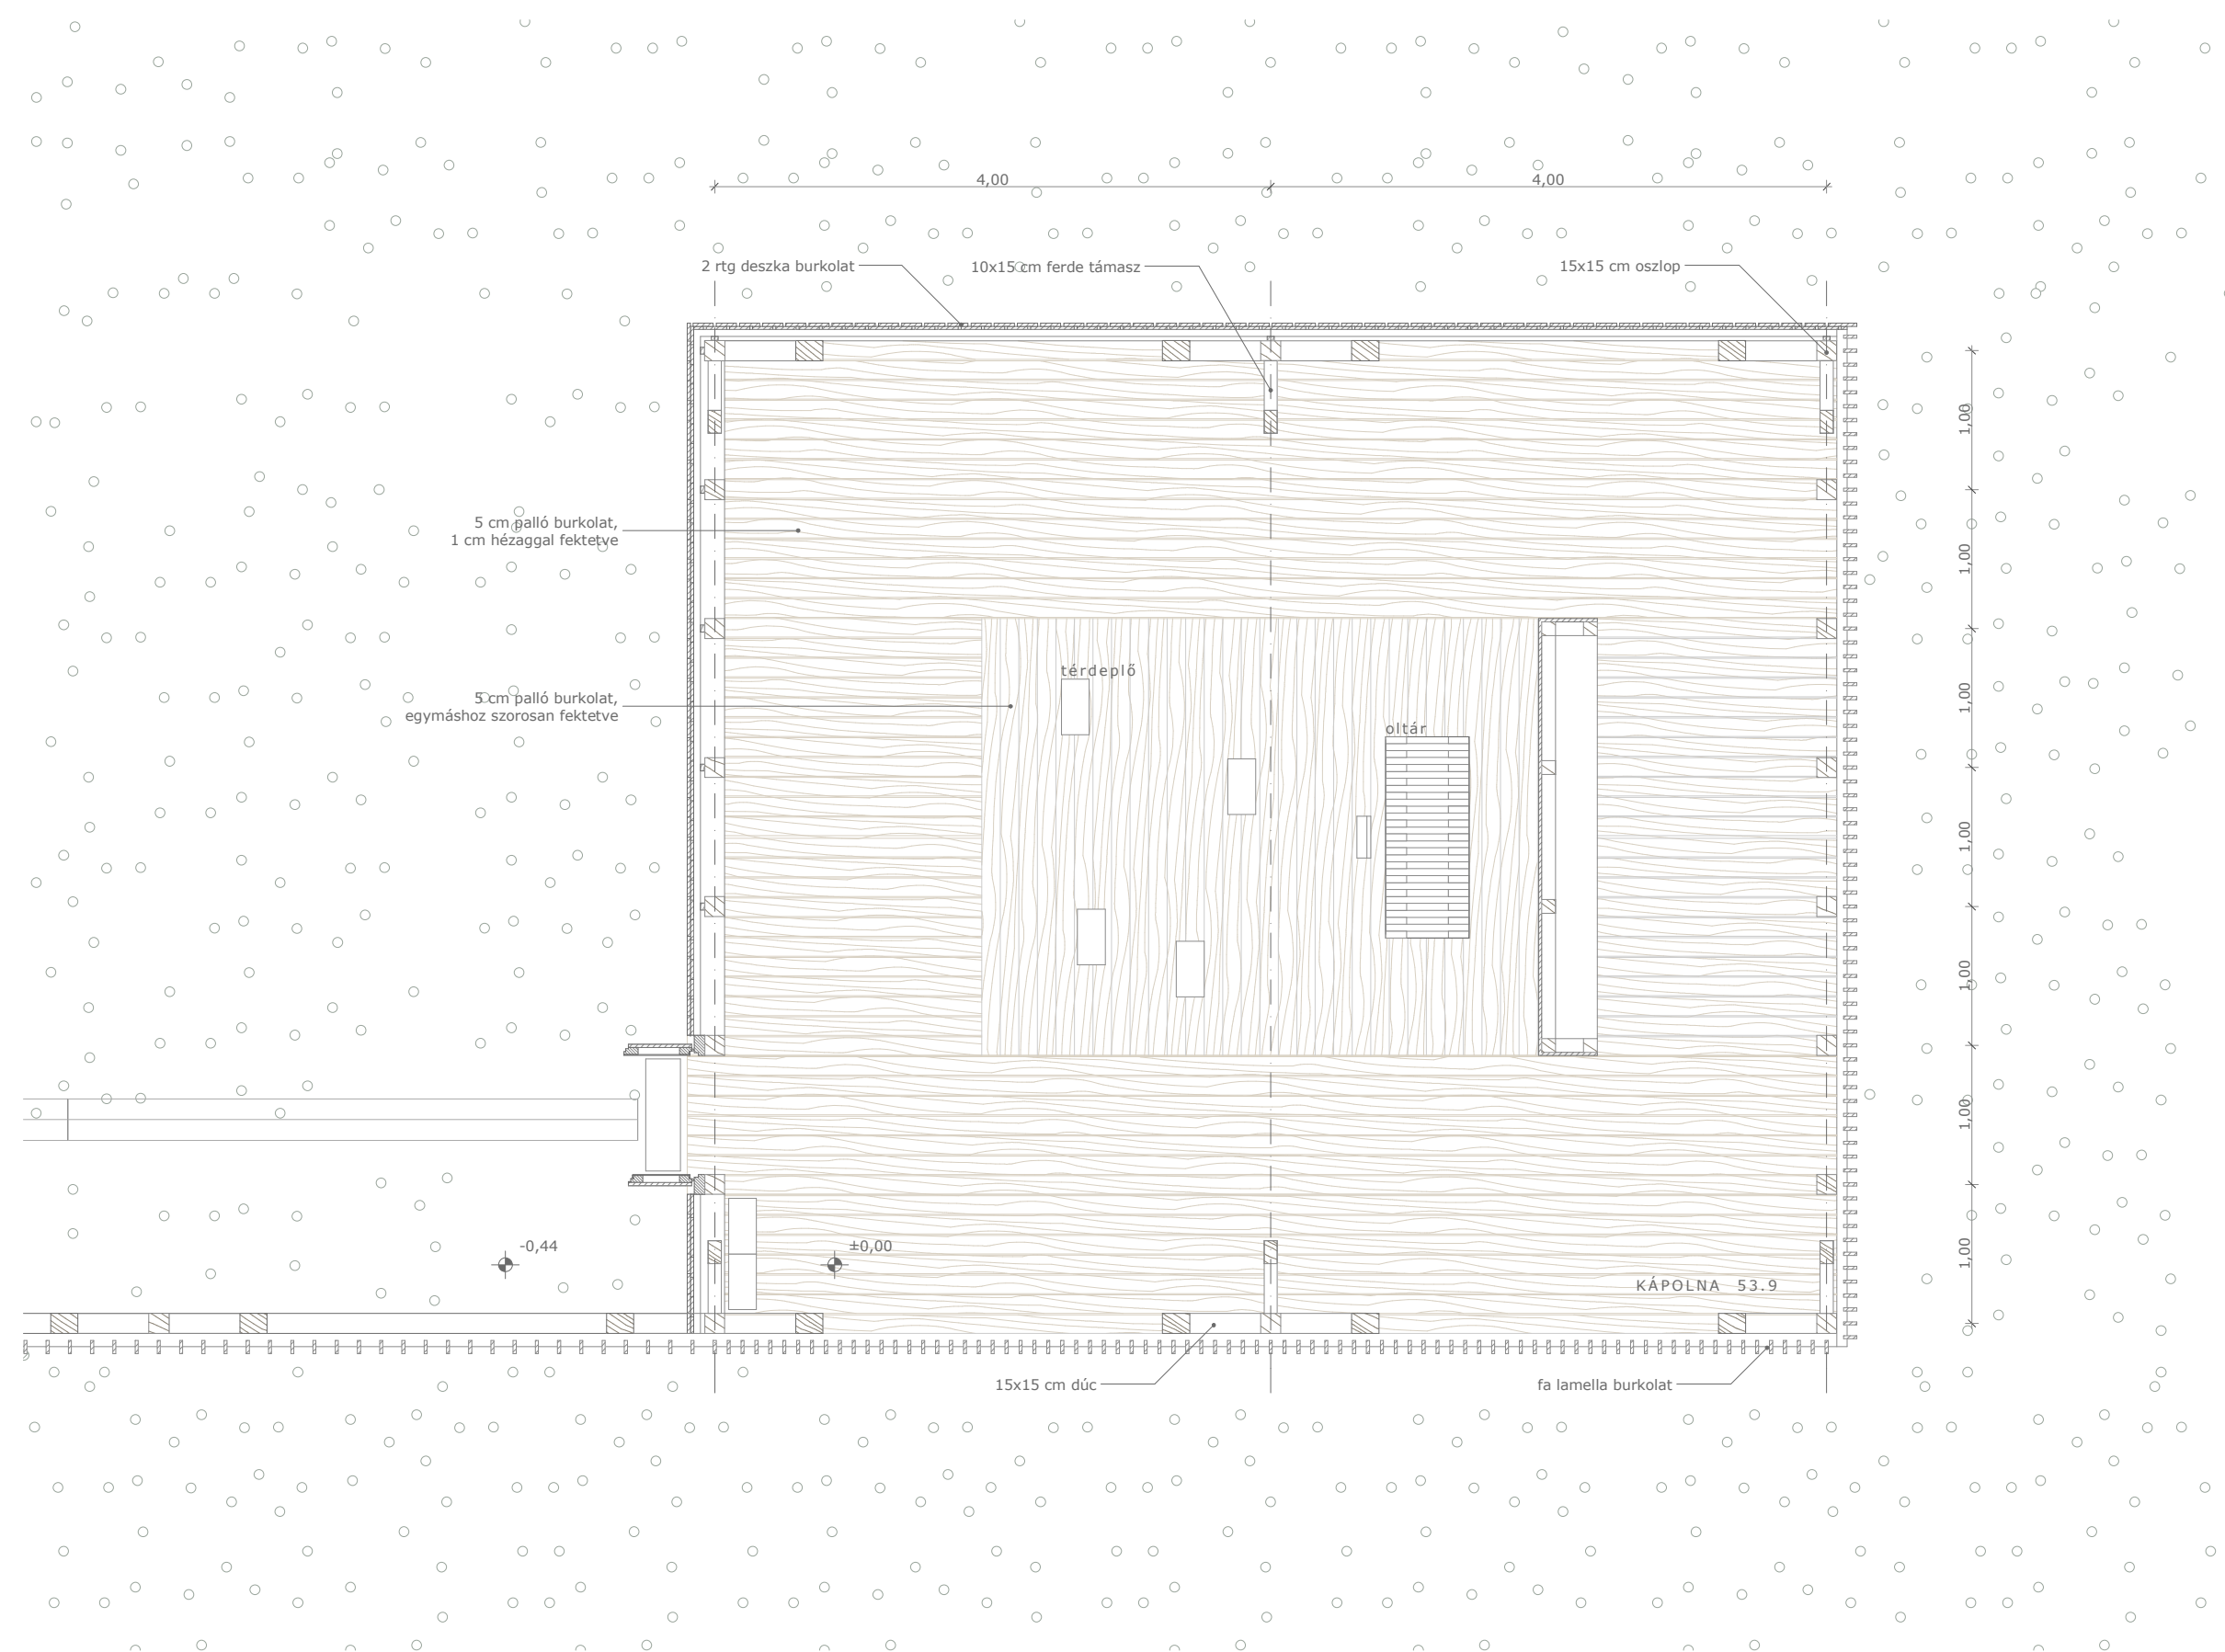 4,00
4,00
2 rtg deszka burkolat
10x15 cm ferde támasz
15x15 cm oszlop
1,00
5 cm palló burkolat,
1 cm hézaggal fektetve
1,00
térdeplő
5 cm palló burkolat,
egymáshoz szorosan fektetve
1,00
oltár
1,00
1,00
1,00
-0,44
±0,00
1,00
KÁPOLNA 53.9
15x15 cm dúc
fa lamella burkolat